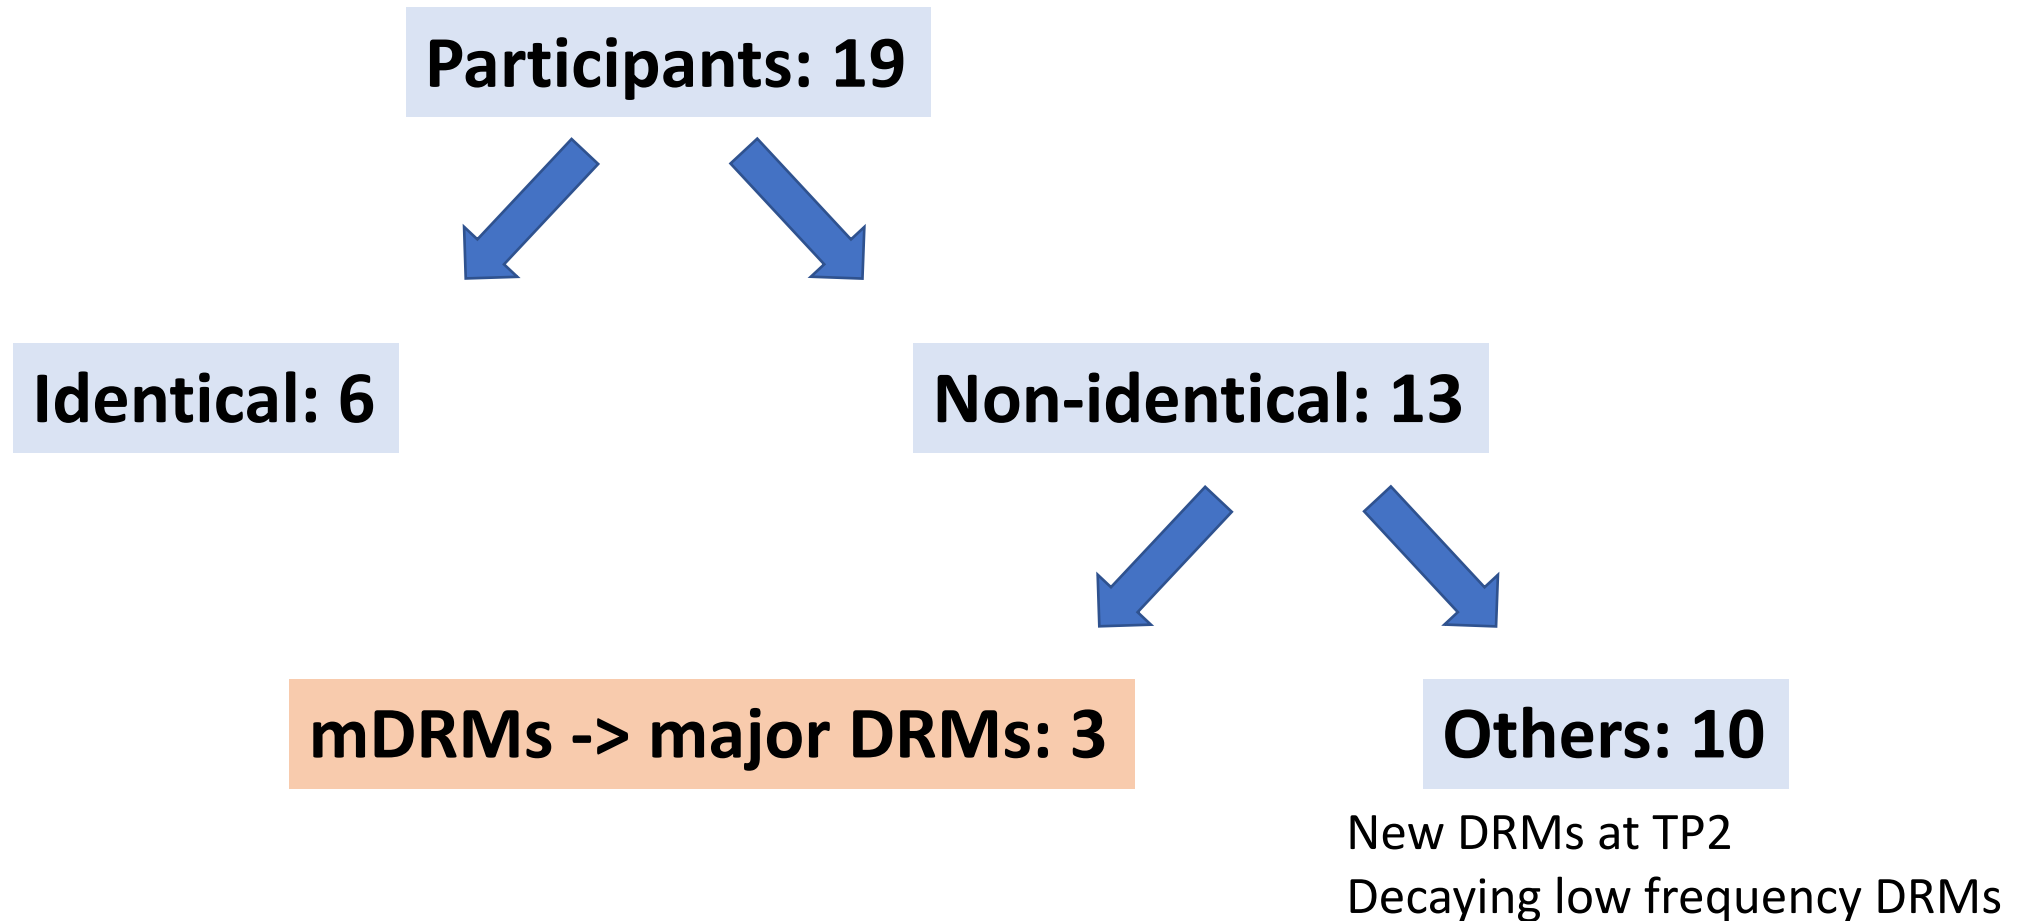 Participants: 19
Identical: 6
Non-identical: 13
mDRMs -> major DRMs: 3
Others: 10
New DRMs at TP2
Decaying low frequency DRMs